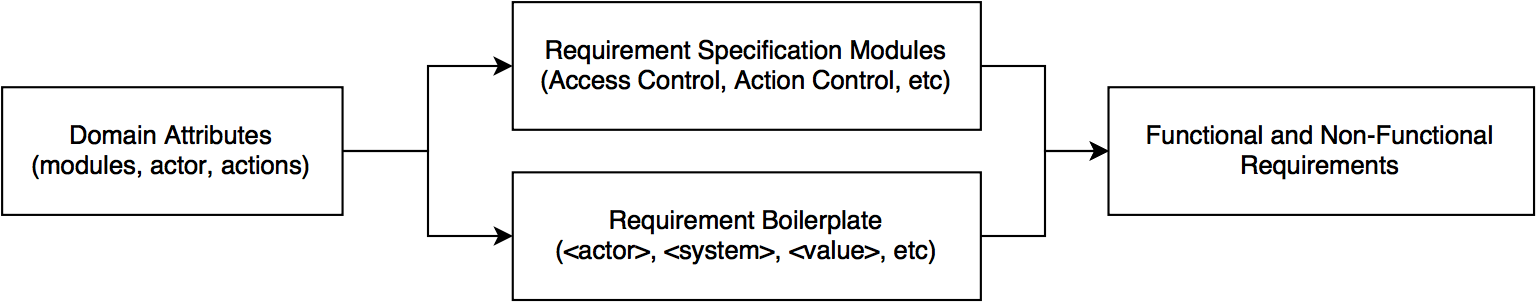 Domain Attributes
(modules, actor, actions)
Requirement Specification Modules
(Access Control, Action Control, etc)
Requirement Boilerplate
(<actor>, <system>, <value>, etc)
Functional and Non-Functional
Requirements